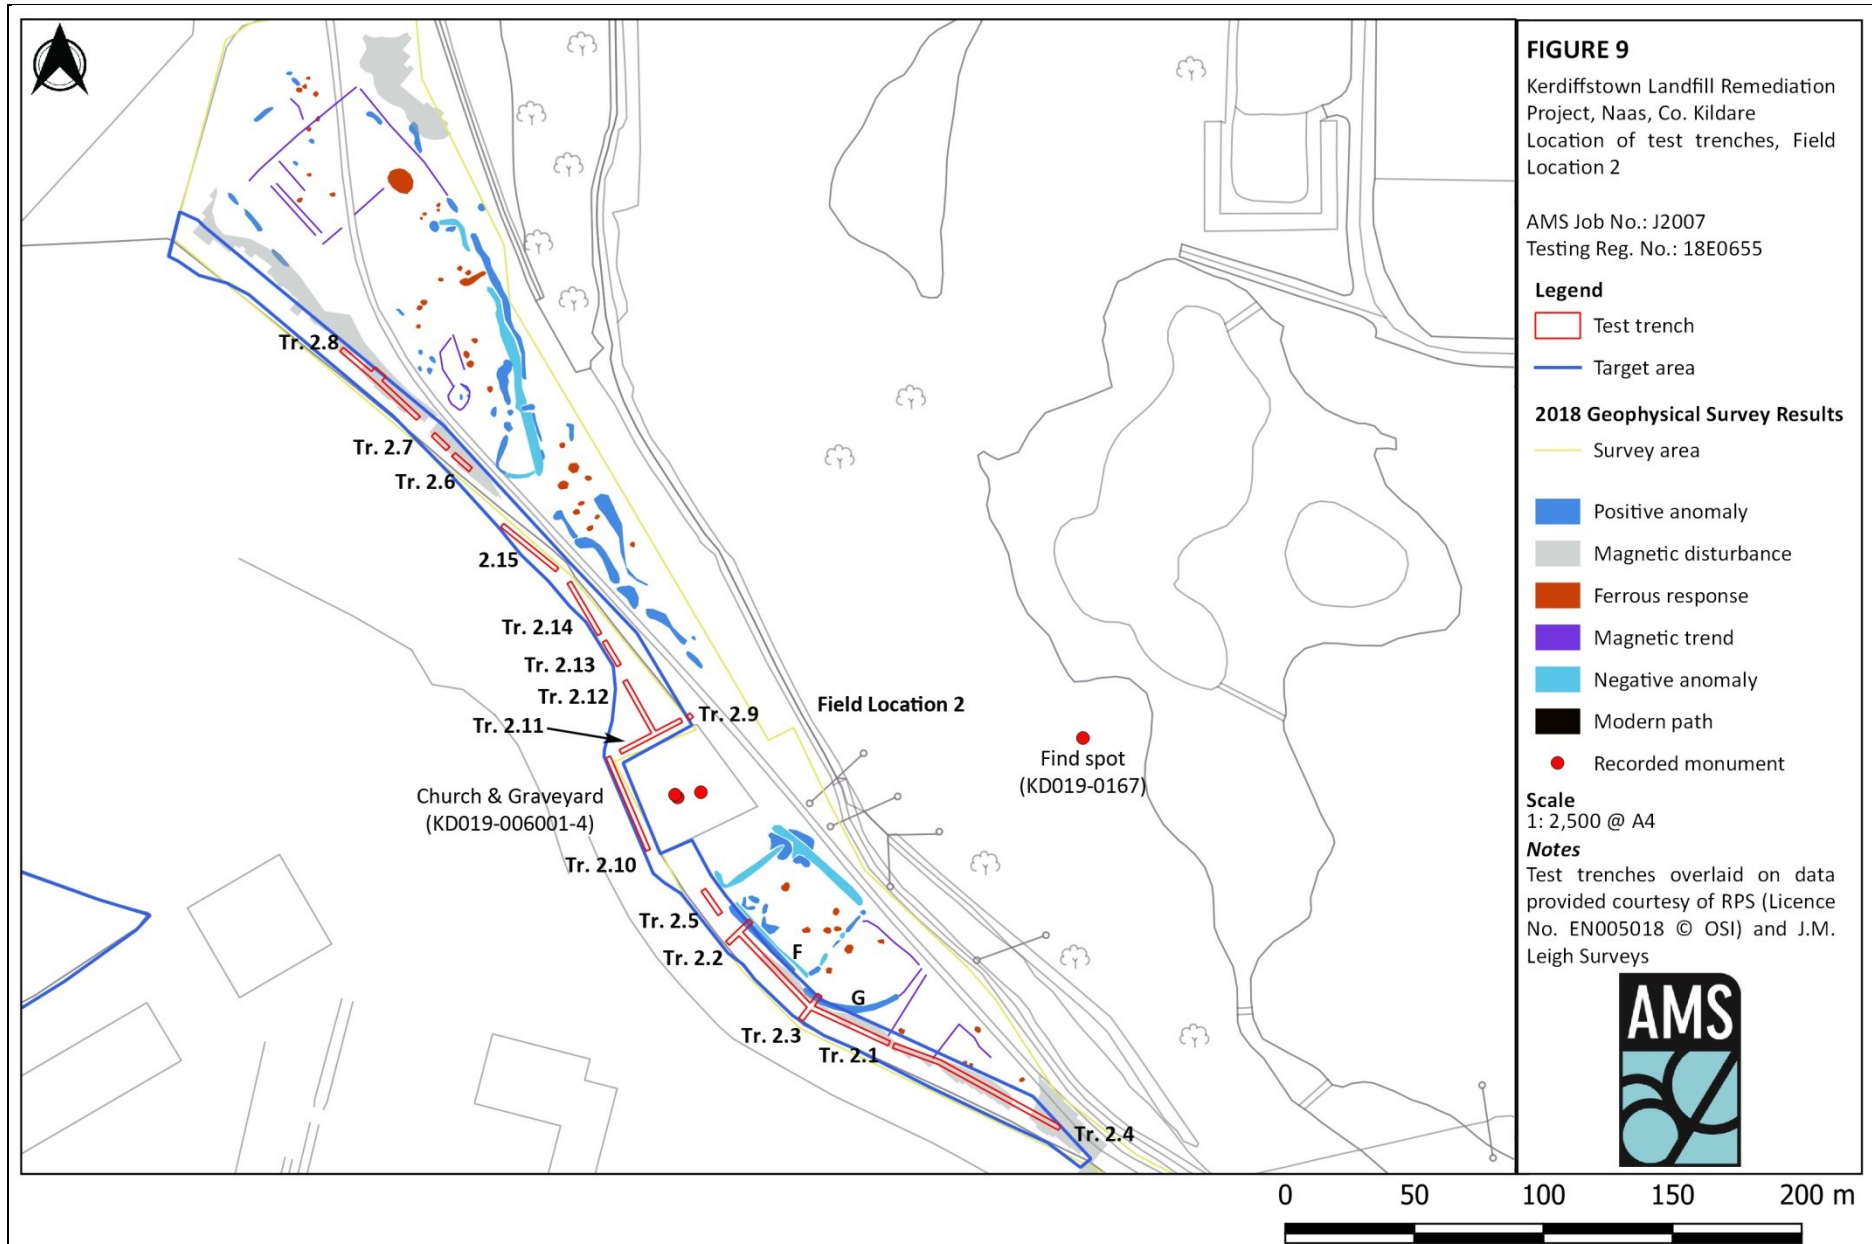 Tr. 2.8
Tr. 2.7
Tr. 2.6
2.15
Tr. 2.14
Tr. 2.13
Tr. 2.12
Tr. 2.11
Tr. 2.9
Field Location 2
Find spot
(KD019-0167)
Church & Graveyard
(KD019-006001-4)
Tr. 2.10
Tr. 2.5
Tr. 2.2
F
G
Tr. 2.3
Tr. 2.1
Tr. 2.4
FIGURE 9
Kerdiffstown Landfill Remediation
Project, Naas, Co. Kildare
Location of test trenches, Field
Location 2
AMS Job No.: J2007
Testing Reg. No.: 18E0655
Legend
Test trench
Target area
2018 Geophysical Survey Results
Survey area
Positive anomaly
Magnetic disturbance
Ferrous response
Magnetic trend
Negative anomaly
Modern path
Recorded monument
Scale
1: 2,500 @ A4
Notes
Test trenches overlaid on data
provided courtesy of RPS (Licence
No. EN005018 © OSI) and J.M.
Leigh Surveys
AMS
0 50 100 150 200 m